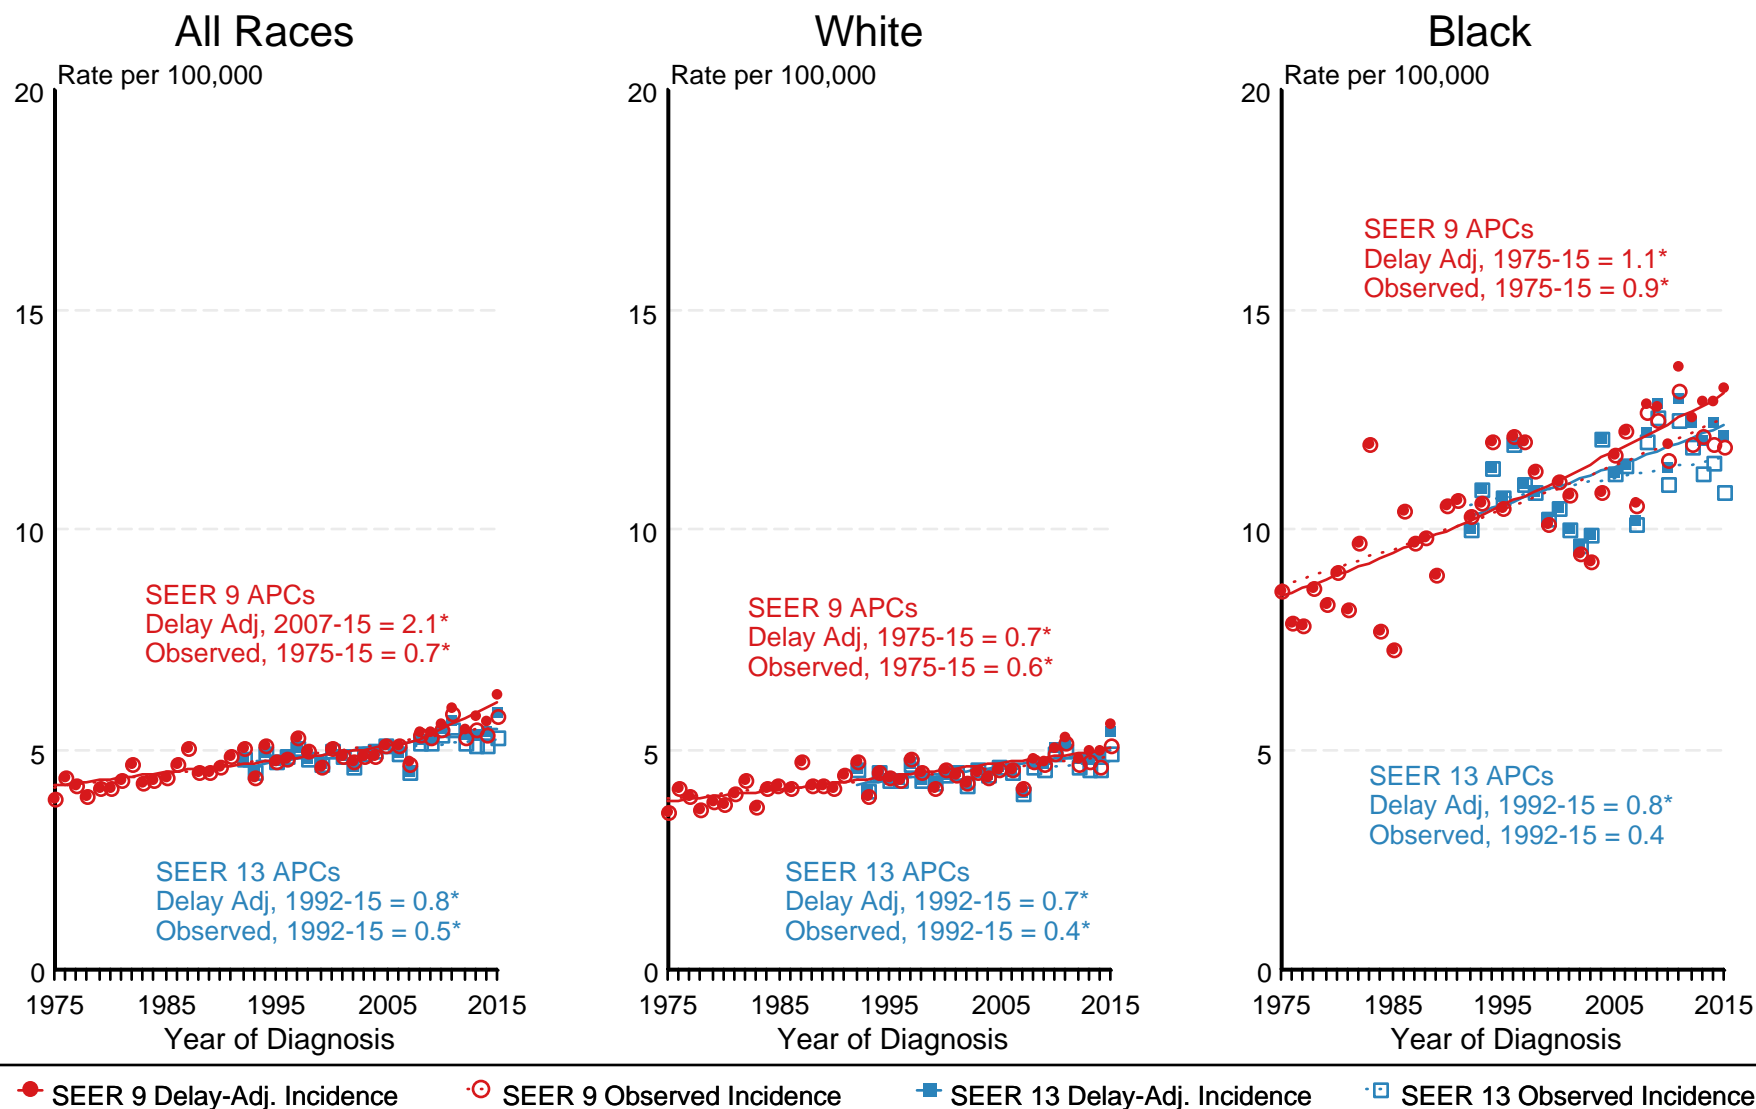 All Races
Rate per 100,000
20
15
10
5
0
SEER 9 APCs
Delay Adj, 2007-15 = 2.1*
Observed, 1975-15 = 0.7*
SEER 13 APCs
Delay Adj, 1992-15 = 0.8*
Observed, 1992-15 = 0.5*
1975 1985 1995 2005 2015
Year of Diagnosis
White
Rate per 100,000
20
15
10
5
0
SEER 9 APCs
Delay Adj, 1975-15 = 0.7*
Observed, 1975-15 = 0.6*
SEER 13 APCs
Delay Adj, 1992-15 = 0.7*
Observed, 1992-15 = 0.4*
1975 1985 1995 2005 2015
Year of Diagnosis
Black
Rate per 100,000
20
15
10
5
0
SEER 9 APCs
Delay Adj, 1975-15 = 1.1*
Observed, 1975-15 = 0.9*
SEER 13 APCs
Delay Adj, 1992-15 = 0.8*
Observed, 1992-15 = 0.4
1975 1985 1995 2005 2015
Year of Diagnosis
SEER 9 Delay-Adj. Incidence SEER 9 Observed Incidence SEER 13 Delay-Adj. Incidence SEER 13 Observed Incidence